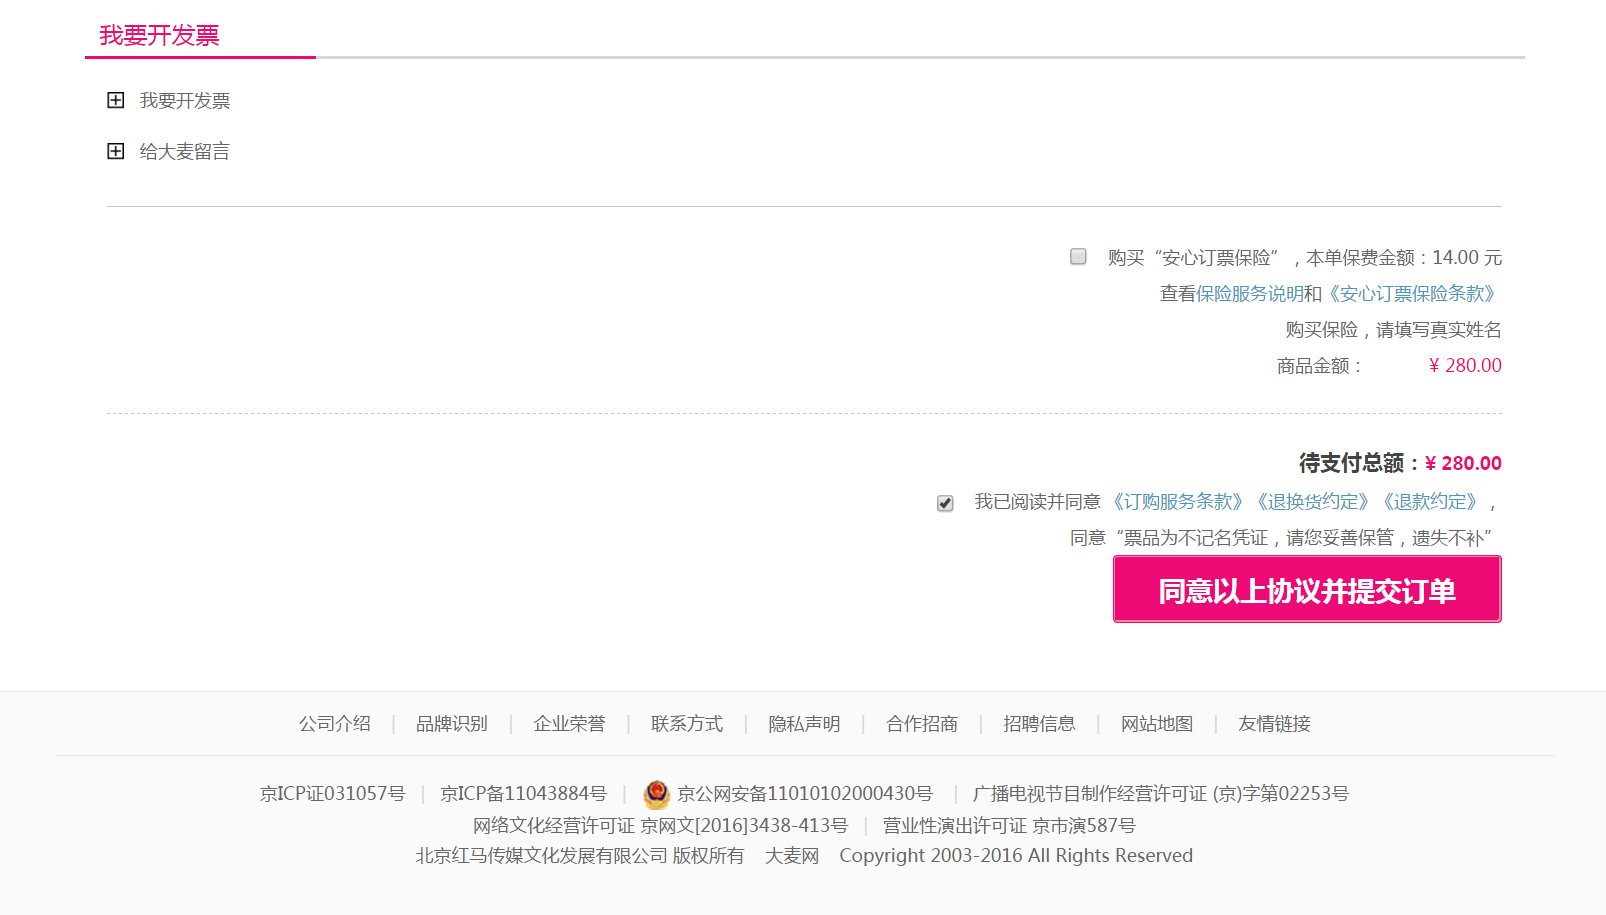 我要开发票
我要开发票
给大麦留言
购买“安心订票保险”，本单保费金额：14.00 元
查看保险服务说明和《安心订票保险条款》
购买保险，请填写真实姓名
商品金额： ¥ 280.00
待支付总额：¥ 280.00
我已阅读并同意《订购服务条款》《退换货约定》《退款约定》，
同意“票品为不记名凭证，请您妥善保管，遗失不补”
同意以上协议并提交订单
公司介绍 | 品牌识别 | 企业荣誉 | 联系方式 | 隐私声明 | 合作招商 | 招聘信息 | 网站地图 | 友情链接
京ICP证031057号 | 京ICP备11043884号 | 京公网安备11010102000430号 | 广播电视节目制作经营许可证 (京)字第02253号
网络文化经营许可证 京网文[2016]3438-413号 | 营业性演出许可证 京市演587号
北京红马传媒文化发展有限公司 版权所有 大麦网 Copyright 2003-2016 All Rights Reserved